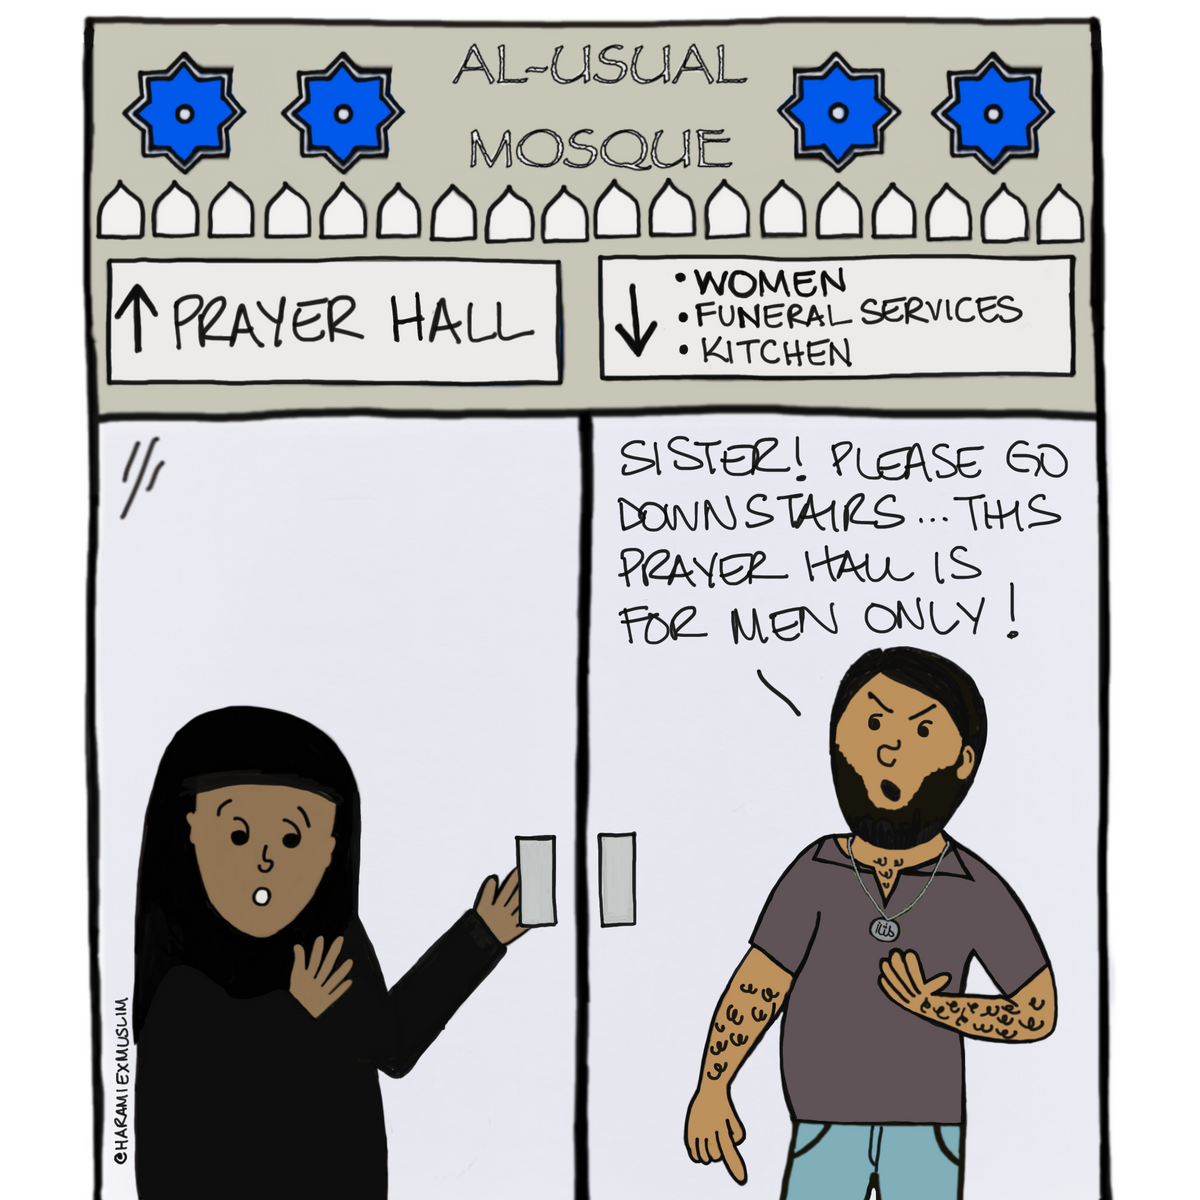 AL-USUAL
MOSQUE
↑ PRAYER HALL
↓
• WOMEN
• FUNERAL SERVICES
• KITCHEN
SISTER! PLEASE GO
DOWNSTAIRS... THIS
PRAYER HALL IS
FOR MEN ONLY!
@HARAMIEXMUSLIM